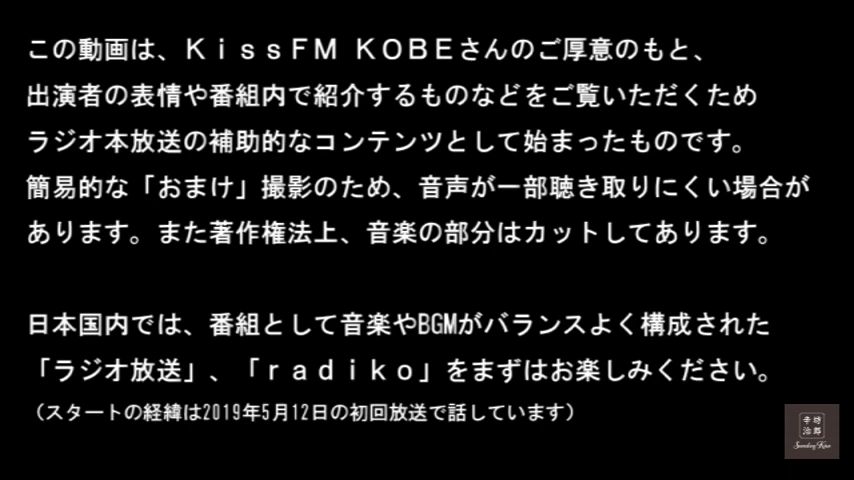 この動画は、ＫｉｓｓＦＭ ＫＯＢＥさんのご厚意のもと、
出演者の表情や番組内で紹介するものなどをご覧いただくため
ラジオ本放送の補助的なコンテンツとして始まったものです。
簡易的な「おまけ」撮影のため、音声が一部聴き取りにくい場合が
あります。また著作権法上、音楽の部分はカットしてあります。
日本国内では、番組として音楽やBGMがバランスよく構成された
「ラジオ放送」、「ｒａｄｉｋｏ」をまずはお楽しみください。
（スタートの経緯は2019年5月12日の初回放送で話しています）